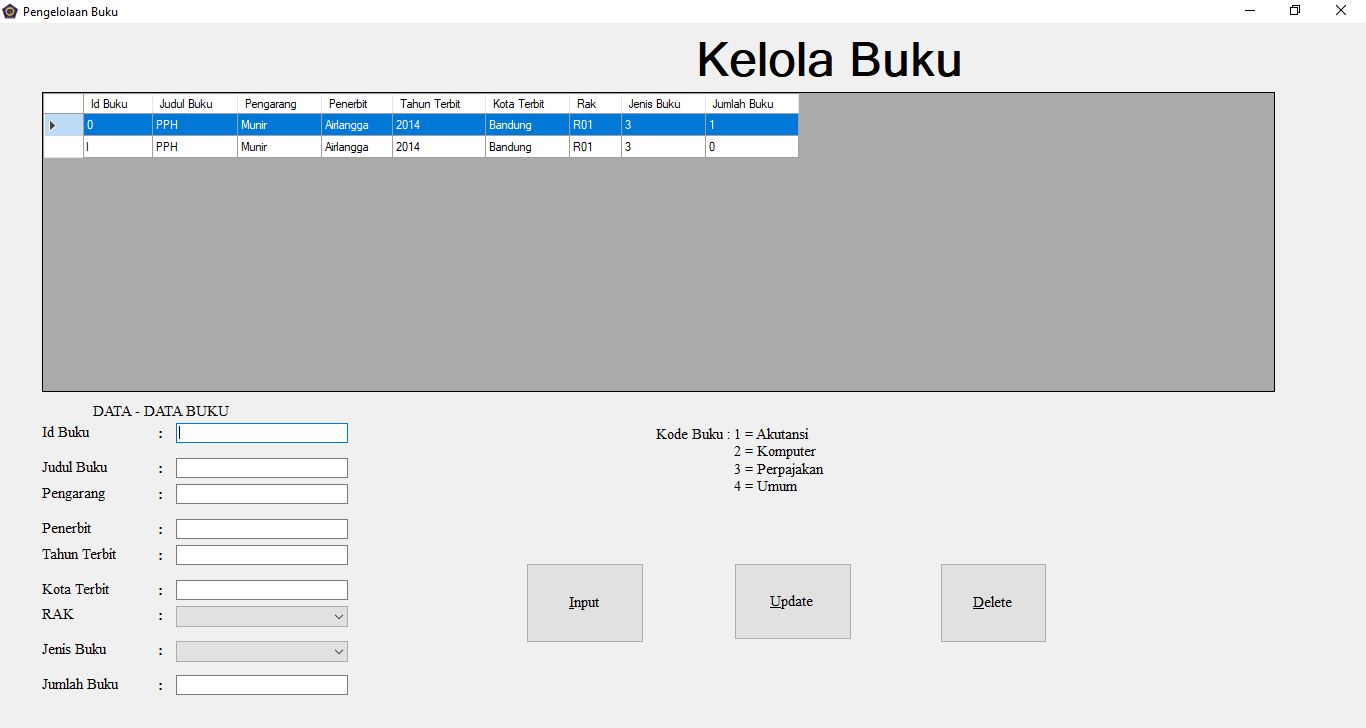 Pengelolaan Buku
Kelola Buku
Id Buku Judul Buku Pengarang Penerbit Tahun Terbit Kota Terbit Rak Jenis Buku Jumlah Buku
0 PPH Munir Airlangga 2014 Bandung R01 3 1
I PPH Munir Airlangga 2014 Bandung R01 3 0
DATA - DATA BUKU
Id Buku :
Judul Buku :
Pengarang :
Penerbit :
Tahun Terbit :
Kota Terbit :
RAK :
Jenis Buku :
Jumlah Buku :
Kode Buku : 1 = Akutansi
2 = Komputer
3 = Perpajakan
4 = Umum
Input
Update
Delete